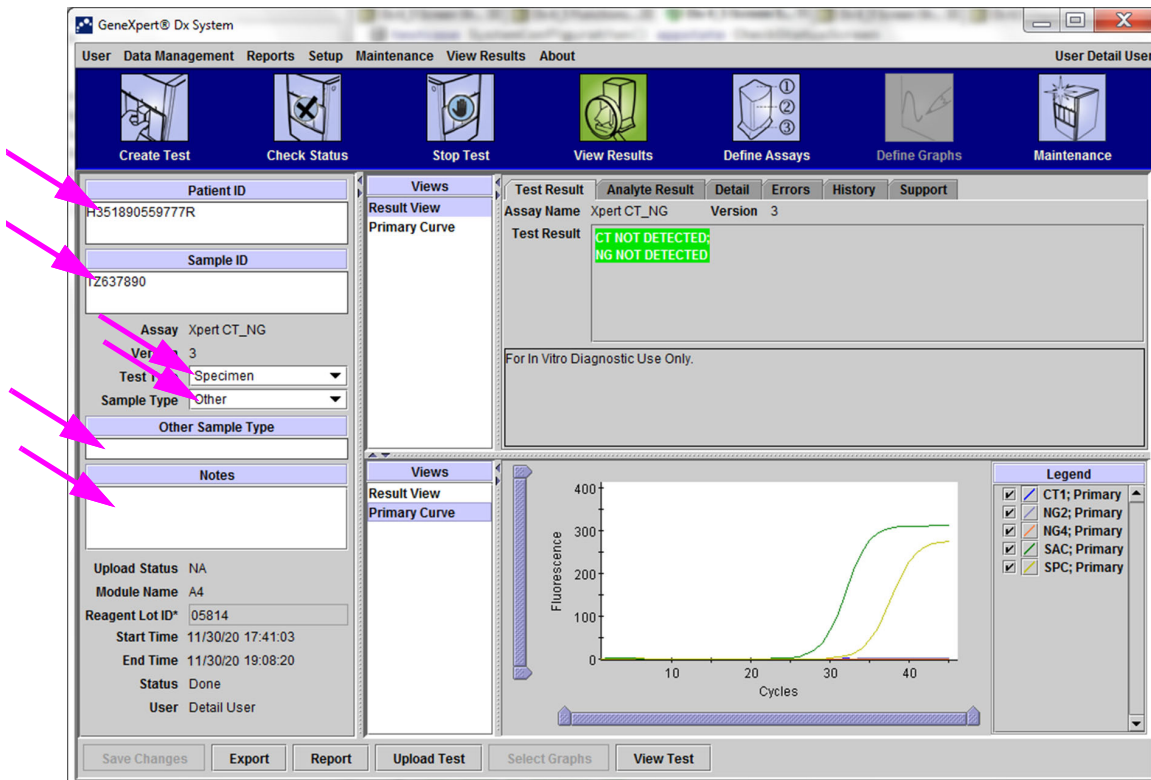 GeneXpert® Dx System
User Data Management Reports Setup Maintenance View Results About User Detail User
Create Test Check Status Stop Test View Results Define Assays Define Graphs Maintenance
Patient ID
H351890559777R
Sample ID
TZ637890
Assay Xpert CT_NG
Version 3
Test Type Specimen
Sample Type Other
Other Sample Type
Notes
Upload Status NA
Module Name A4
Reagent Lot ID* 05814
Start Time 11/30/20 17:41:03
End Time 11/30/20 19:08:20
Status Done
User Detail User
Views
Result View
Primary Curve
Test Result Analyte Result Detail Errors History Support
Assay Name Xpert CT_NG Version 3
Test Result CT NOT DETECTED;
NG NOT DETECTED
For In Vitro Diagnostic Use Only.
Views
Result View
Primary Curve
Fluorescence
400
300
200
100
0
10 20 30 40
Cycles
Legend
CT1; Primary
NG2; Primary
NG4; Primary
SAC; Primary
SPC; Primary
Save Changes Export Report Upload Test Select Graphs View Test